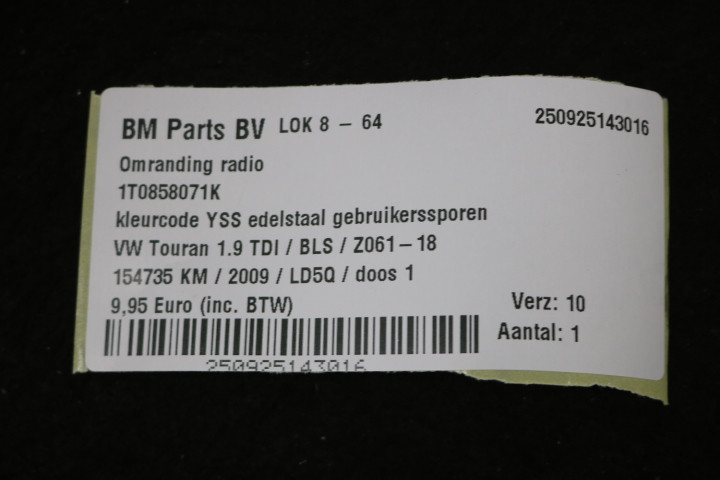 BM Parts BV LOK 8 - 64 250925143016
Omranding radio
1T0858071K
kleurcode YSS edelstaal gebruikerssporen
VW Touran 1.9 TDI / BLS / Z061-18
154735 KM / 2009 / LD5Q / doos 1
9,95 Euro (inc. BTW) Verz: 10
Aantal: 1
250925143016